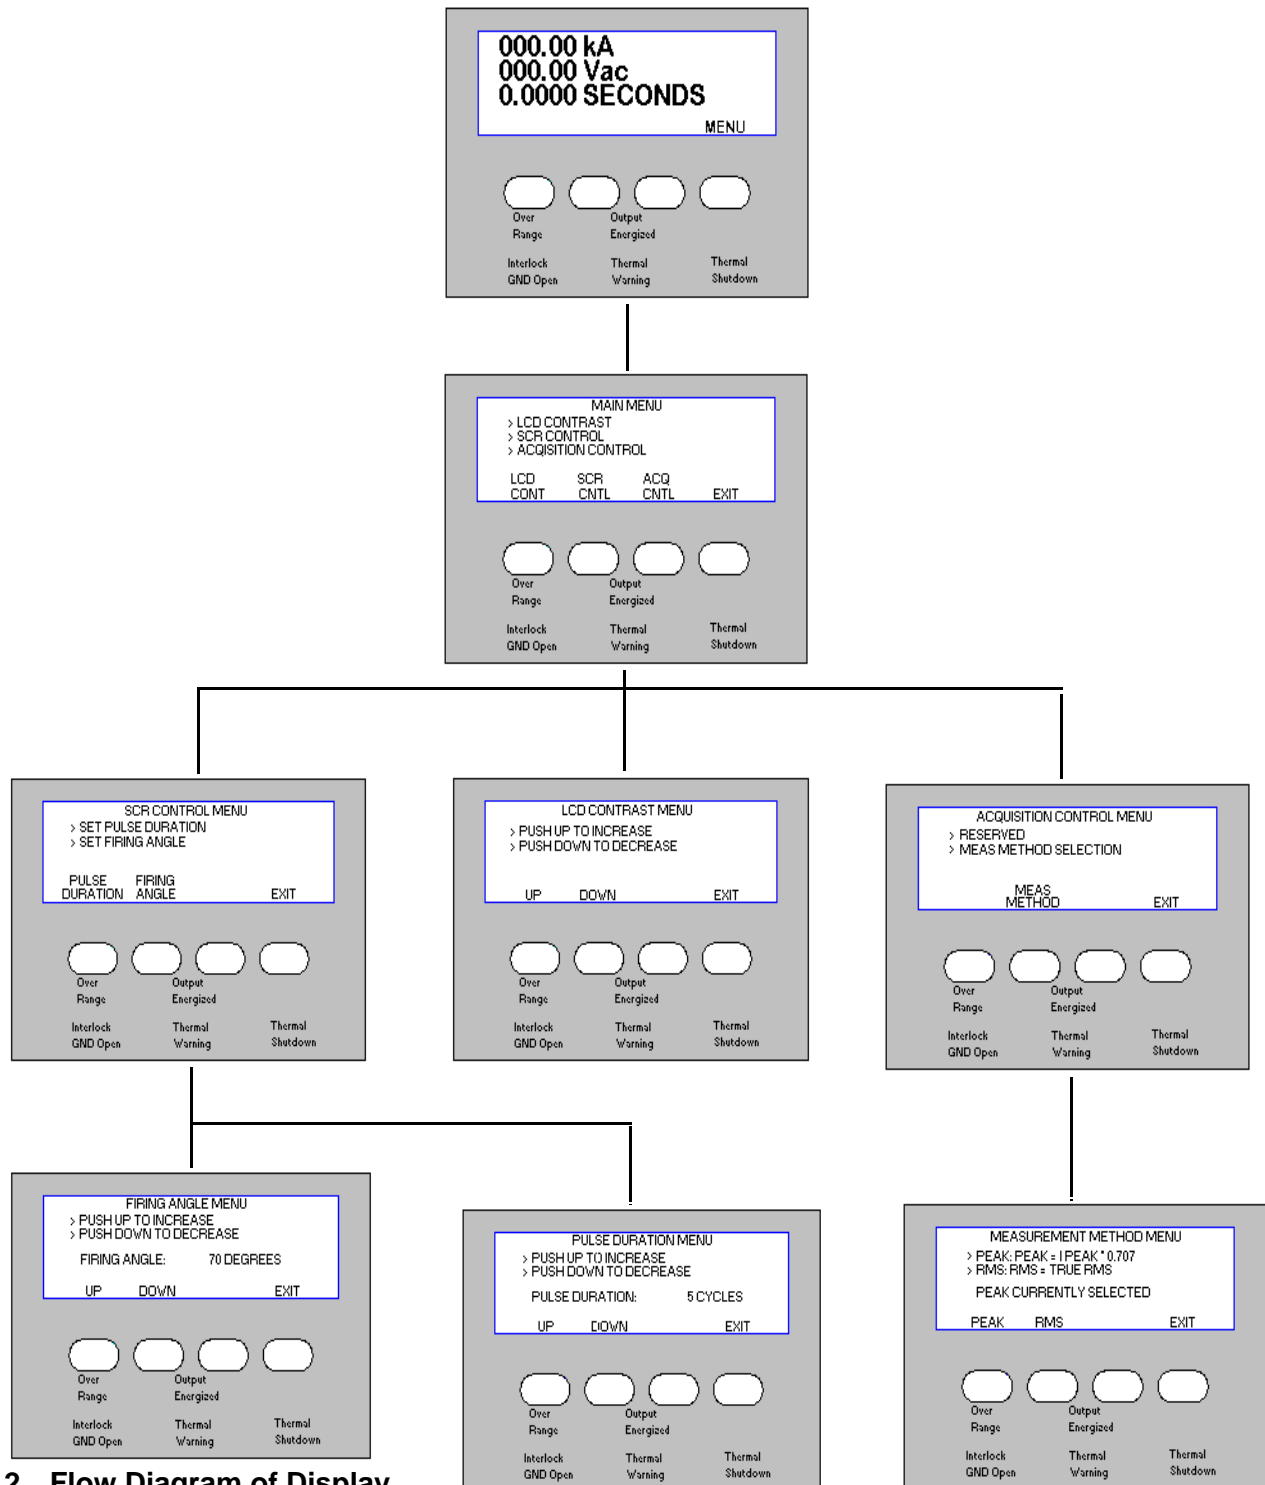 000.00 kA
000.00 Vac
0.0000 SECONDS
MENU
Over Range
Output Energized
Interlock GND Open
Thermal Warning
Thermal Shutdown
MAIN MENU
> LCD CONTRAST
> SCR CONTROL
> ACQISITION CONTROL
LCD CONT
SCR CNTL
ACQ CNTL
EXIT
Over Range
Output Energized
Interlock GND Open
Thermal Warning
Thermal Shutdown
SCR CONTROL MENU
> SET PULSE DURATION
> SET FIRING ANGLE
PULSE DURATION
FIRING ANGLE
EXIT
Over Range
Output Energized
Interlock GND Open
Thermal Warning
Thermal Shutdown
LCD CONTRAST MENU
> PUSH UP TO INCREASE
> PUSH DOWN TO DECREASE
UP DOWN EXIT
Over Range
Output Energized
Interlock GND Open
Thermal Warning
Thermal Shutdown
ACQUISITION CONTROL MENU
> RESERVED
> MEAS METHOD SELECTION
MEAS METHOD
EXIT
Over Range
Output Energized
Interlock GND Open
Thermal Warning
Thermal Shutdown
FIRING ANGLE MENU
> PUSH UP TO INCREASE
> PUSH DOWN TO DECREASE
FIRING ANGLE: 70 DEGREES
UP DOWN EXIT
Over Range
Output Energized
Interlock GND Open
Thermal Warning
Thermal Shutdown
PULSE DURATION MENU
> PUSH UP TO INCREASE
> PUSH DOWN TO DECREASE
PULSE DURATION: 5 CYCLES
UP DOWN EXIT
Over Range
Output Energized
Interlock GND Open
Thermal Warning
Thermal Shutdown
MEASUREMENT METHOD MENU
> PEAK: PEAK = I PEAK * 0.707
> RMS: RMS = TRUE RMS
PEAK CURRENTLY SELECTED
PEAK RMS EXIT
Over Range
Output Energized
Interlock GND Open
Thermal Warning
Thermal Shutdown
2 Flow Diagram of Display